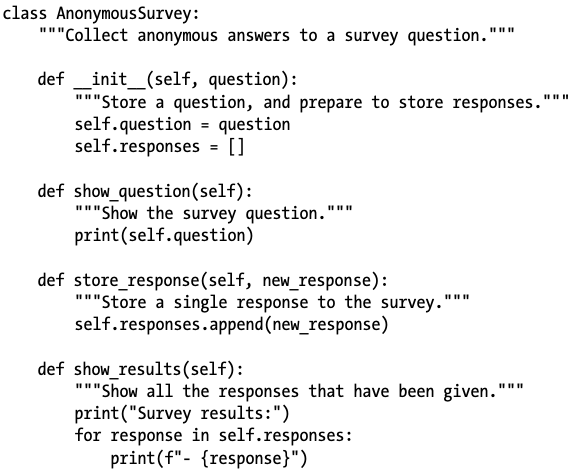 class AnonymousSurvey:
    """Collect anonymous answers to a survey question."""

    def __init__(self, question):
        """Store a question, and prepare to store responses."""
        self.question = question
        self.responses = []

    def show_question(self):
        """Show the survey question."""
        print(self.question)

    def store_response(self, new_response):
        """Store a single response to the survey."""
        self.responses.append(new_response)

    def show_results(self):
        """Show all the responses that have been given."""
        print("Survey results:")
        for response in self.responses:
            print(f"- {response}")